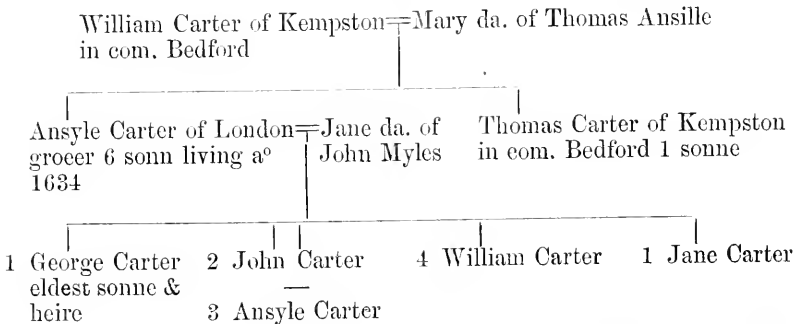 William Carter of Kempston=Mary da. of Thomas Ansille
in com. Bedford
Ansyle Carter of London=Jane da. of
grocer 6 sonn living aº
1634
John Myles
Thomas Carter of Kempston
in com. Bedford 1 sonne
1 George Carter
eldest sonne &
heire
2 John Carter
—
3 Ansyle Carter
4 William Carter
1 Jane Carter